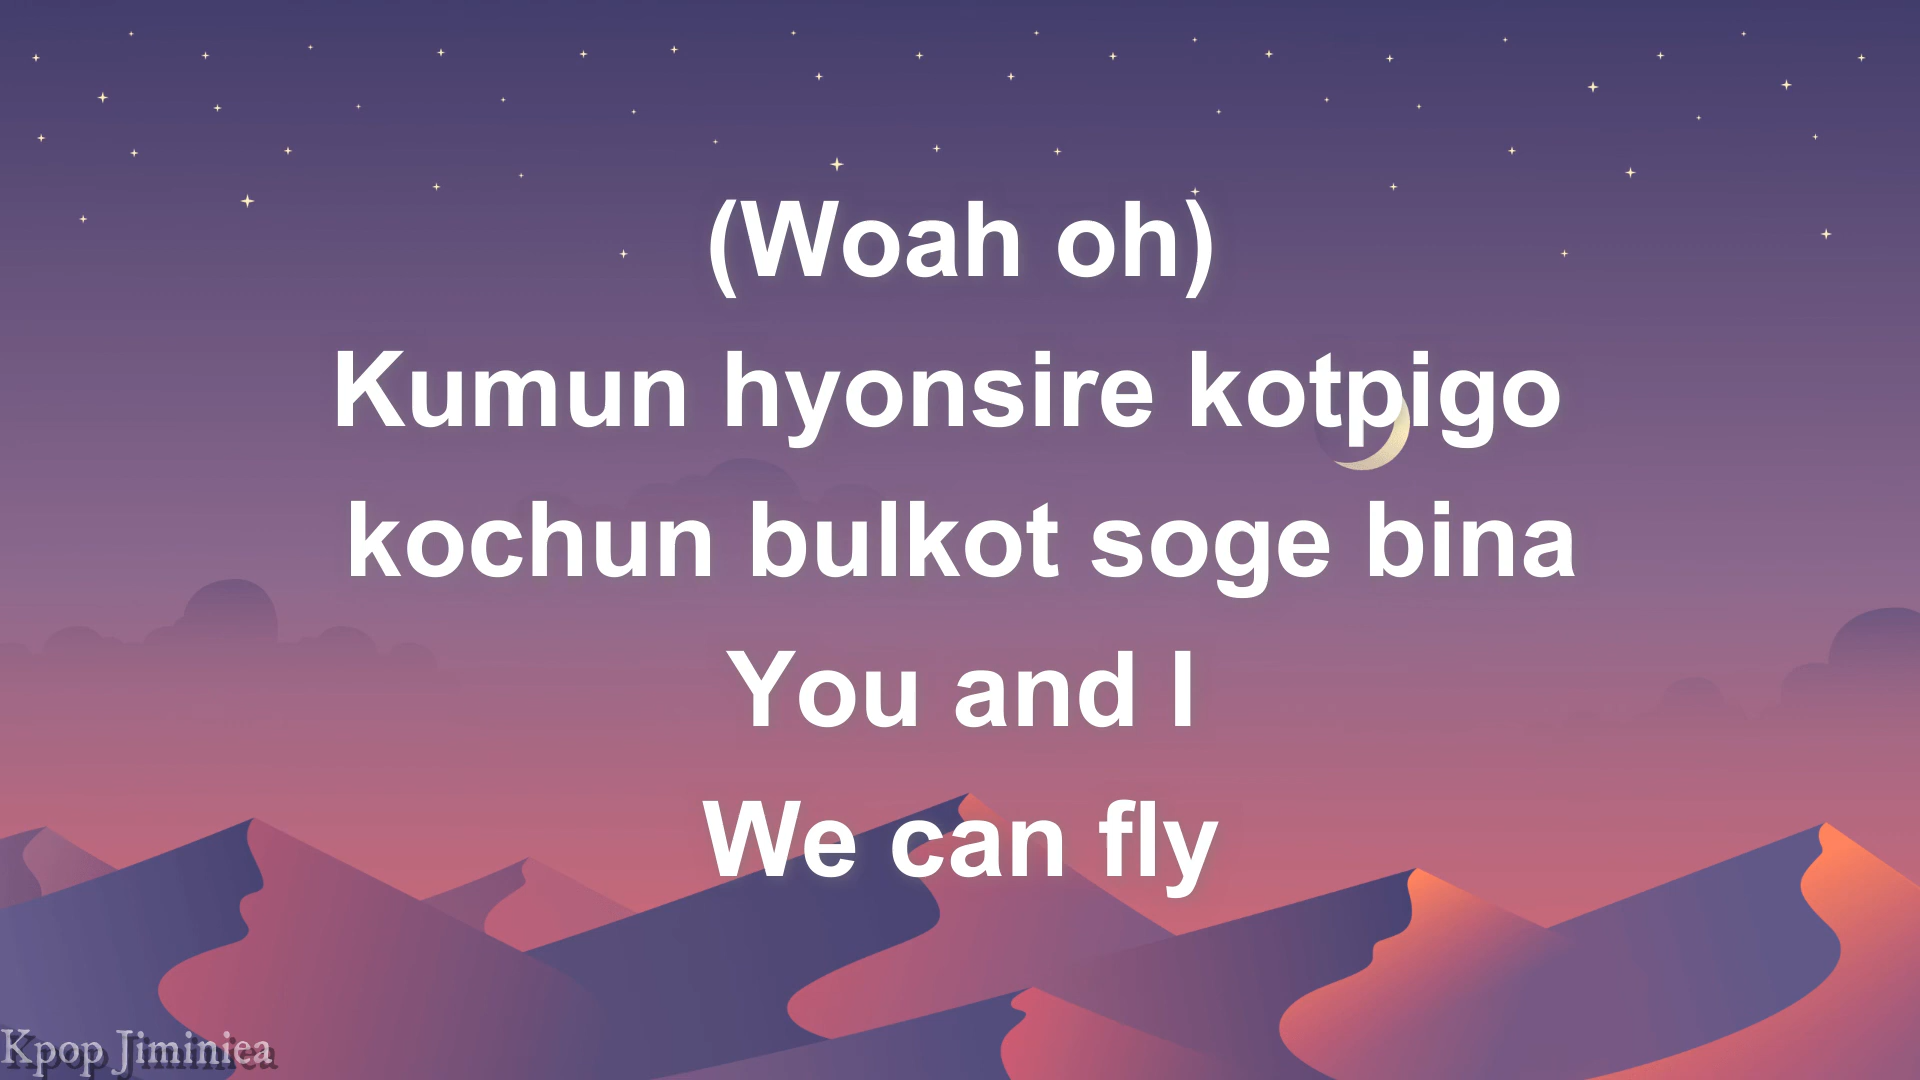 (Woah oh)
Kumun hyonsire kotpigo
kochun bulkot soge bina
You and I
We can fly
Kpop Jiminiea